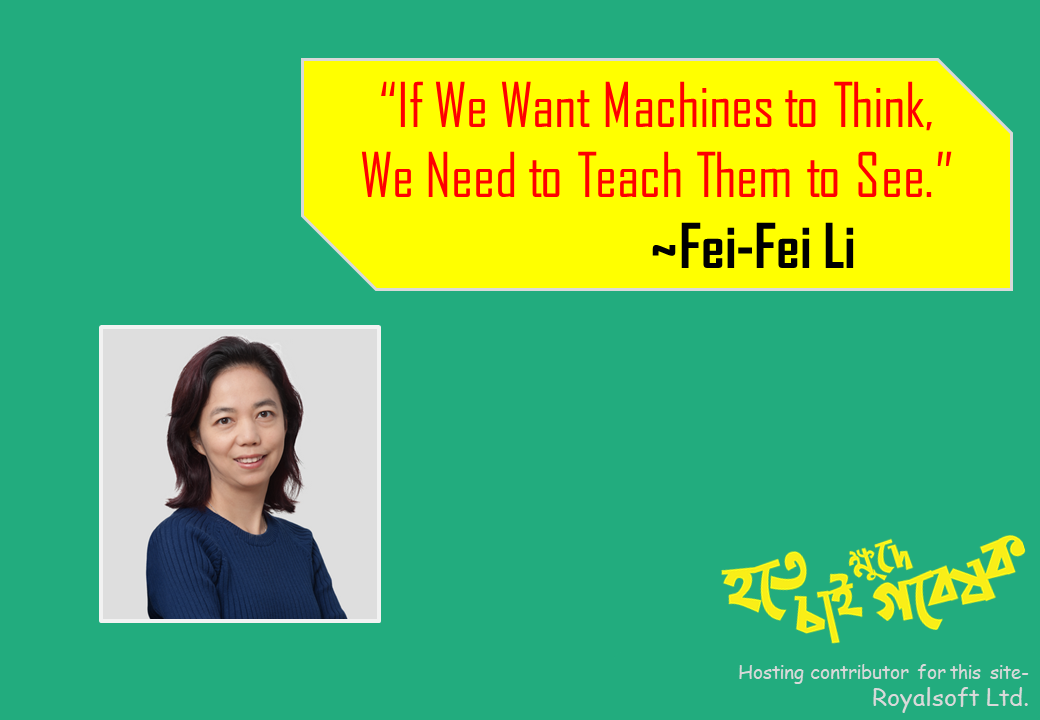 “If We Want Machines to Think,
We Need to Teach Them to See.”
~Fei-Fei Li
হতে চাই ক্ষুদে গবেষক
Hosting contributor for this site-
Royalsoft Ltd.